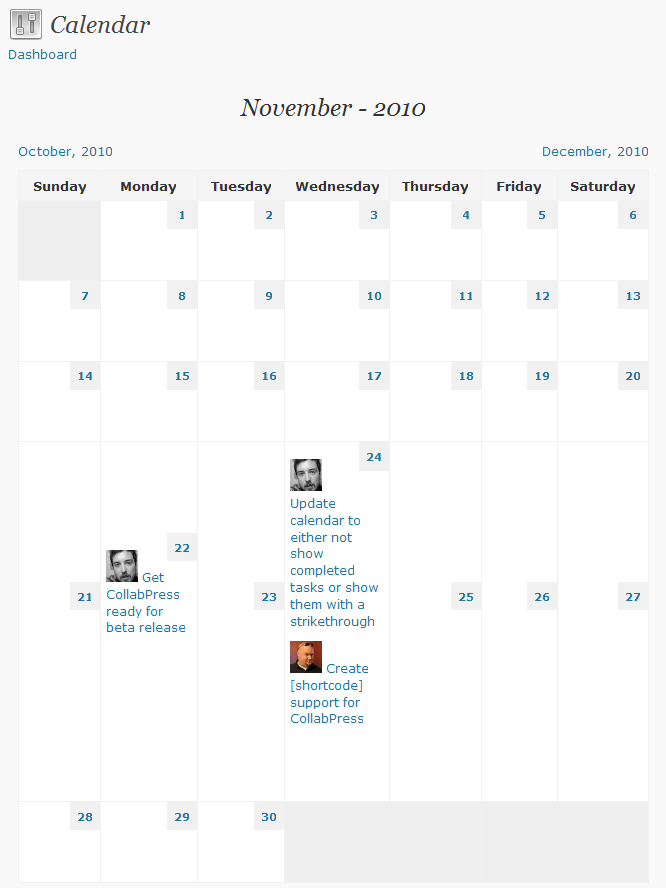 Calendar
Dashboard
November - 2010
October, 2010 December, 2010
Sunday Monday Tuesday Wednesday Thursday Friday Saturday
1 2 3 4 5 6
7 8 9 10 11 12 13
14 15 16 17 18 19 20
21
22
Get
CollabPress
ready for
beta release
23
24
Update
calendar to
either not
show
completed
tasks or show
them with a
strikethrough
Create
[shortcode]
support for
CollabPress
25 26 27
28 29 30